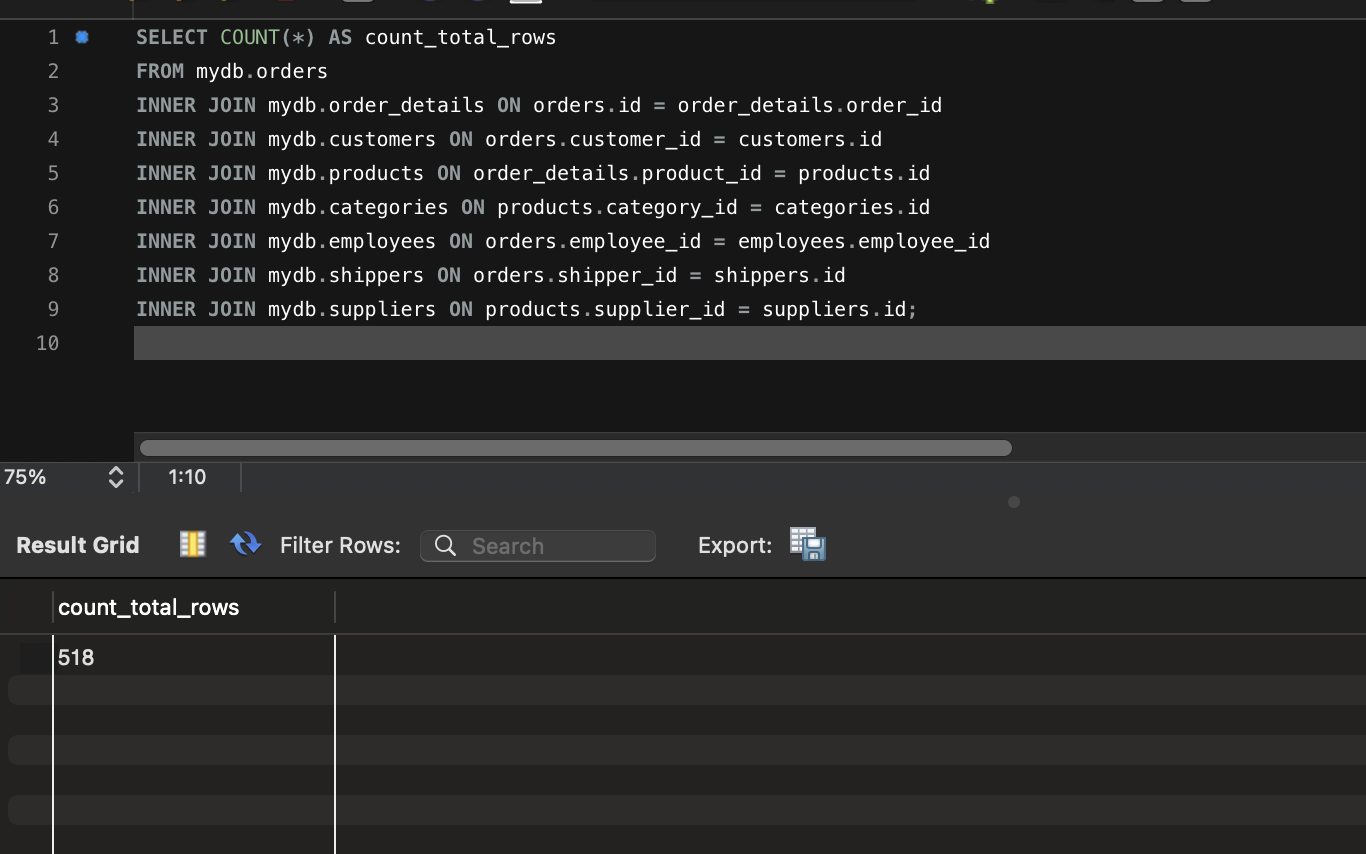 1 SELECT COUNT(*) AS count_total_rows
2 FROM mydb.orders
3 INNER JOIN mydb.order_details ON orders.id = order_details.order_id
4 INNER JOIN mydb.customers ON orders.customer_id = customers.id
5 INNER JOIN mydb.products ON order_details.product_id = products.id
6 INNER JOIN mydb.categories ON products.category_id = categories.id
7 INNER JOIN mydb.employees ON orders.employee_id = employees.employee_id
8 INNER JOIN mydb.shippers ON orders.shipper_id = shippers.id
9 INNER JOIN mydb.suppliers ON products.supplier_id = suppliers.id;
10
75% 1:10
Result Grid Filter Rows: Search Export:
count_total_rows
518